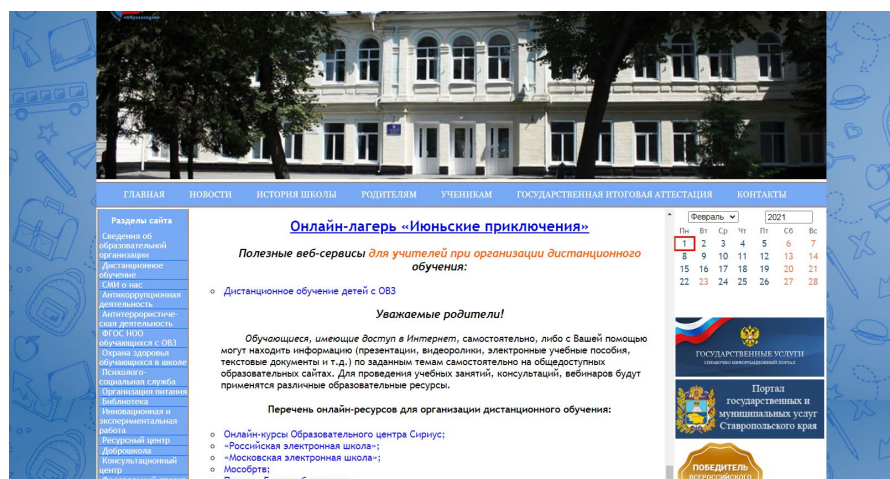 «Образование»
ГЛАВНАЯ НОВОСТИ ИСТОРИЯ ШКОЛЫ РОДИТЕЛЯМ УЧЕНИКАМ ГОСУДАРСТВЕННАЯ ИТОГОВАЯ АТТЕСТАЦИЯ КОНТАКТЫ
Разделы сайта
Сведения об
образовательной
организации
Дистанционное
обучение
СМИ о нас
Антикоррупционная
деятельность
Антитеррористиче-
ская деятельность
ФГОС НОО
обучающихся с ОВЗ
Охрана здоровья
обучающихся в школе
Психолого-
социальная служба
Организация питания
Библиотека
Инновационная и
экспериментальная
работа
Ресурсный центр
Доброшкола
Консультационный
центр
Онлайн-лагерь «Июньские приключения»
Полезные веб-сервисы для учителей при организации дистанционного
обучения:
Дистанционное обучение детей с ОВЗ
Уважаемые родители!
Обучающиеся, имеющие доступ в Интернет, самостоятельно, либо с Вашей помощью
могут находить информацию (презентации, видеоролики, электронные учебные пособия,
текстовые документы и т.д.) по заданным темам самостоятельно на общедоступных
образовательных сайтах. Для проведения учебных занятий, консультаций, вебинаров будут
применятся различные образовательные ресурсы.
Перечень онлайн-ресурсов для организации дистанционного обучения:
Онлайн-курсы Образовательного центра Сириус;
«Российская электронная школа»;
«Московская электронная школа»;
Мособртв;
Февраль 2021
Пн Вт Ср Чт Пт Сб Вс
1 2 3 4 5 6 7
8 9 10 11 12 13 14
15 16 17 18 19 20 21
22 23 24 25 26 27 28
ГОСУДАРСТВЕННЫЕ УСЛУГИ
СПРАВОЧНО-ИНФОРМАЦИОННЫЙ ПОРТАЛ
Портал
государственных и
муниципальных услуг
Ставропольского края
ПОБЕДИТЕЛЬ
ВСЕРОССИЙСКОГО